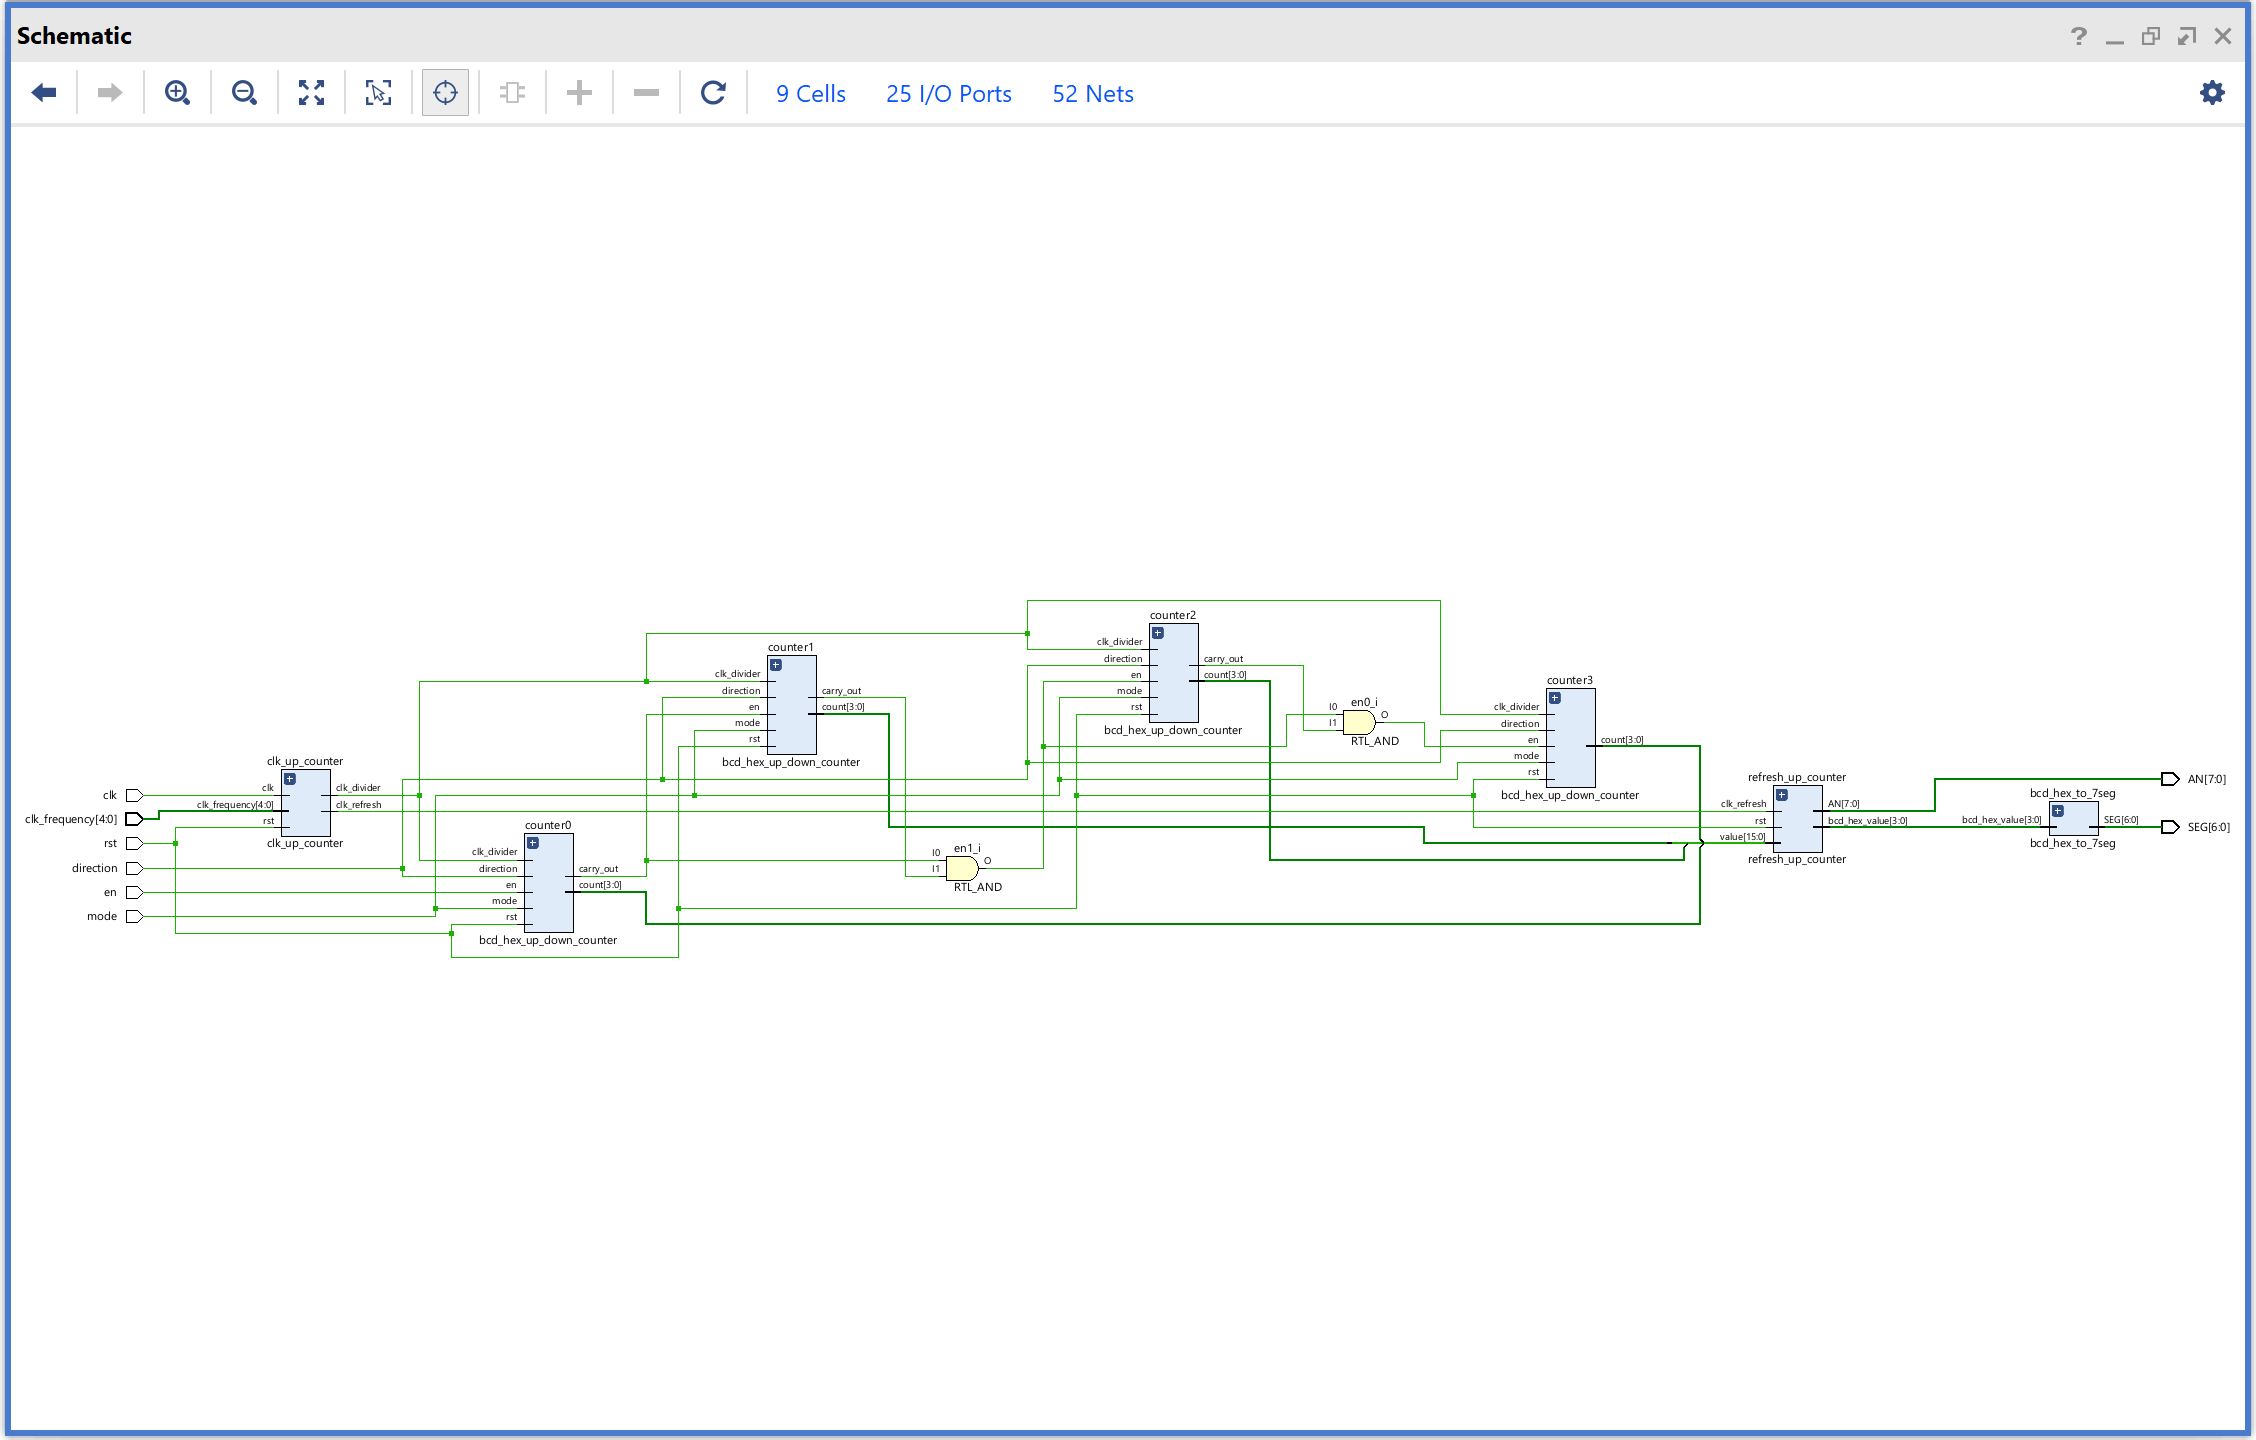 Schematic
9 Cells 25 I/O Ports 52 Nets
clk
clk_frequency[4:0]
rst
direction
en
mode
clk_up_counter
clk
clk_frequency[4:0]
rst
clk_divider
clk_refresh
clk_up_counter
counter0
clk_divider
direction
en
mode
rst
carry_out
count[3:0]
bcd_hex_up_down_counter
counter1
clk_divider
direction
en
mode
rst
carry_out
count[3:0]
bcd_hex_up_down_counter
en1_i
I0
I1
O
RTL_AND
counter2
clk_divider
direction
en
mode
rst
carry_out
count[3:0]
bcd_hex_up_down_counter
en0_i
I0
I1
O
RTL_AND
counter3
clk_divider
direction
en
mode
rst
count[3:0]
bcd_hex_up_down_counter
refresh_up_counter
clk_refresh
rst
value[15:0]
AN[7:0]
bcd_hex_value[3:0]
refresh_up_counter
bcd_hex_to_7seg
bcd_hex_value[3:0]
SEG[6:0]
bcd_hex_to_7seg
AN[7:0]
SEG[6:0]